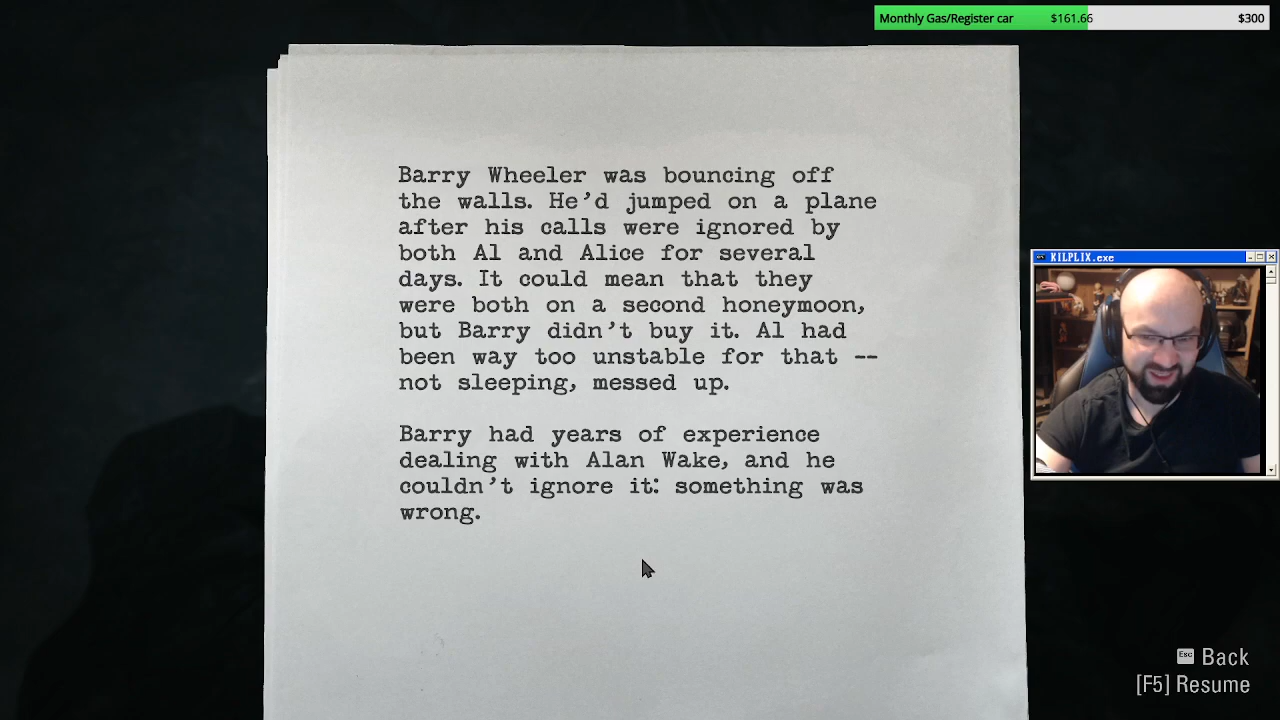 Monthly Gas/Register car $161.66 $300
Barry Wheeler was bouncing off
the walls. He'd jumped on a plane
after his calls were ignored by
both Al and Alice for several
days. It could mean that they
were both on a second honeymoon,
but Barry didn't buy it. Al had
been way too unstable for that --
not sleeping, messed up.
Barry had years of experience
dealing with Alan Wake, and he
couldn't ignore it: something was
wrong.
KILPLIX.exe
Esc Back
[F5] Resume